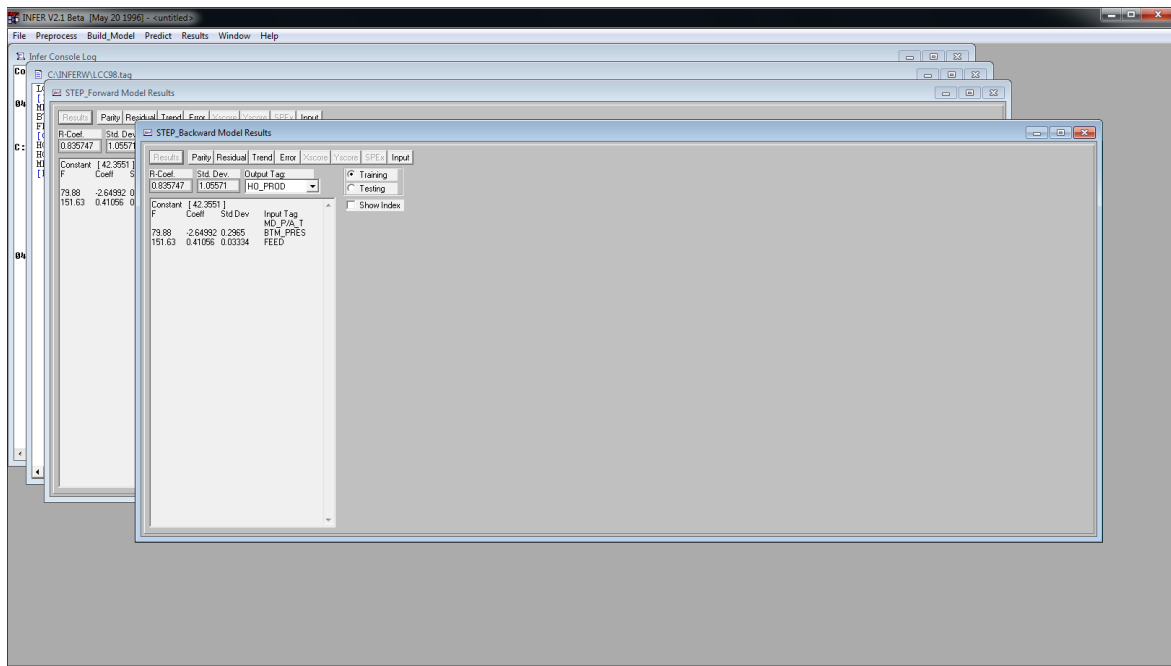 INFER V2.1 Beta [May 20 1996] - <untitled>
File Preprocess Build_Model Predict Results Window Help
Infer Console Log
C:\INFERW\LCC98.tag
STEP_Forward Model Results
Results Parity Residual Trend Error Xscore Yscore SPEx Input
R-Coef. Std. Dev
0.835747 1.05571
Constant [ 42.3551 ]
F Coeff S
79.88 -2.64992 0
151.63 0.41056 0
STEP_Backward Model Results
Results Parity Residual Trend Error Xscore Yscore SPEx Input
R-Coef. Std. Dev. Output Tag:
0.835747 1.05571 HO_PROD
Training
Testing
Show Index
Constant [ 42.3551 ]
F Coeff Std Dev Input Tag
MD_P/A_T
79.88 -2.64992 0.2965 BTM_PRES
151.63 0.41056 0.03334 FEED